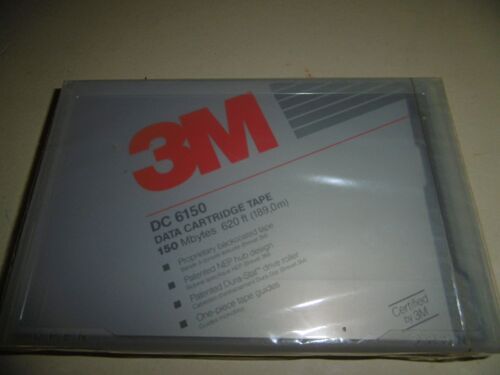 3M
DC 6150
DATA CARTRIDGE TAPE
150 Mbytes 620 ft (189,0m)
Proprietary backcoated tape
Patented NEP hub design
Patented Dura-Stat drive roller
One-piece tape guides
Certified
by 3M